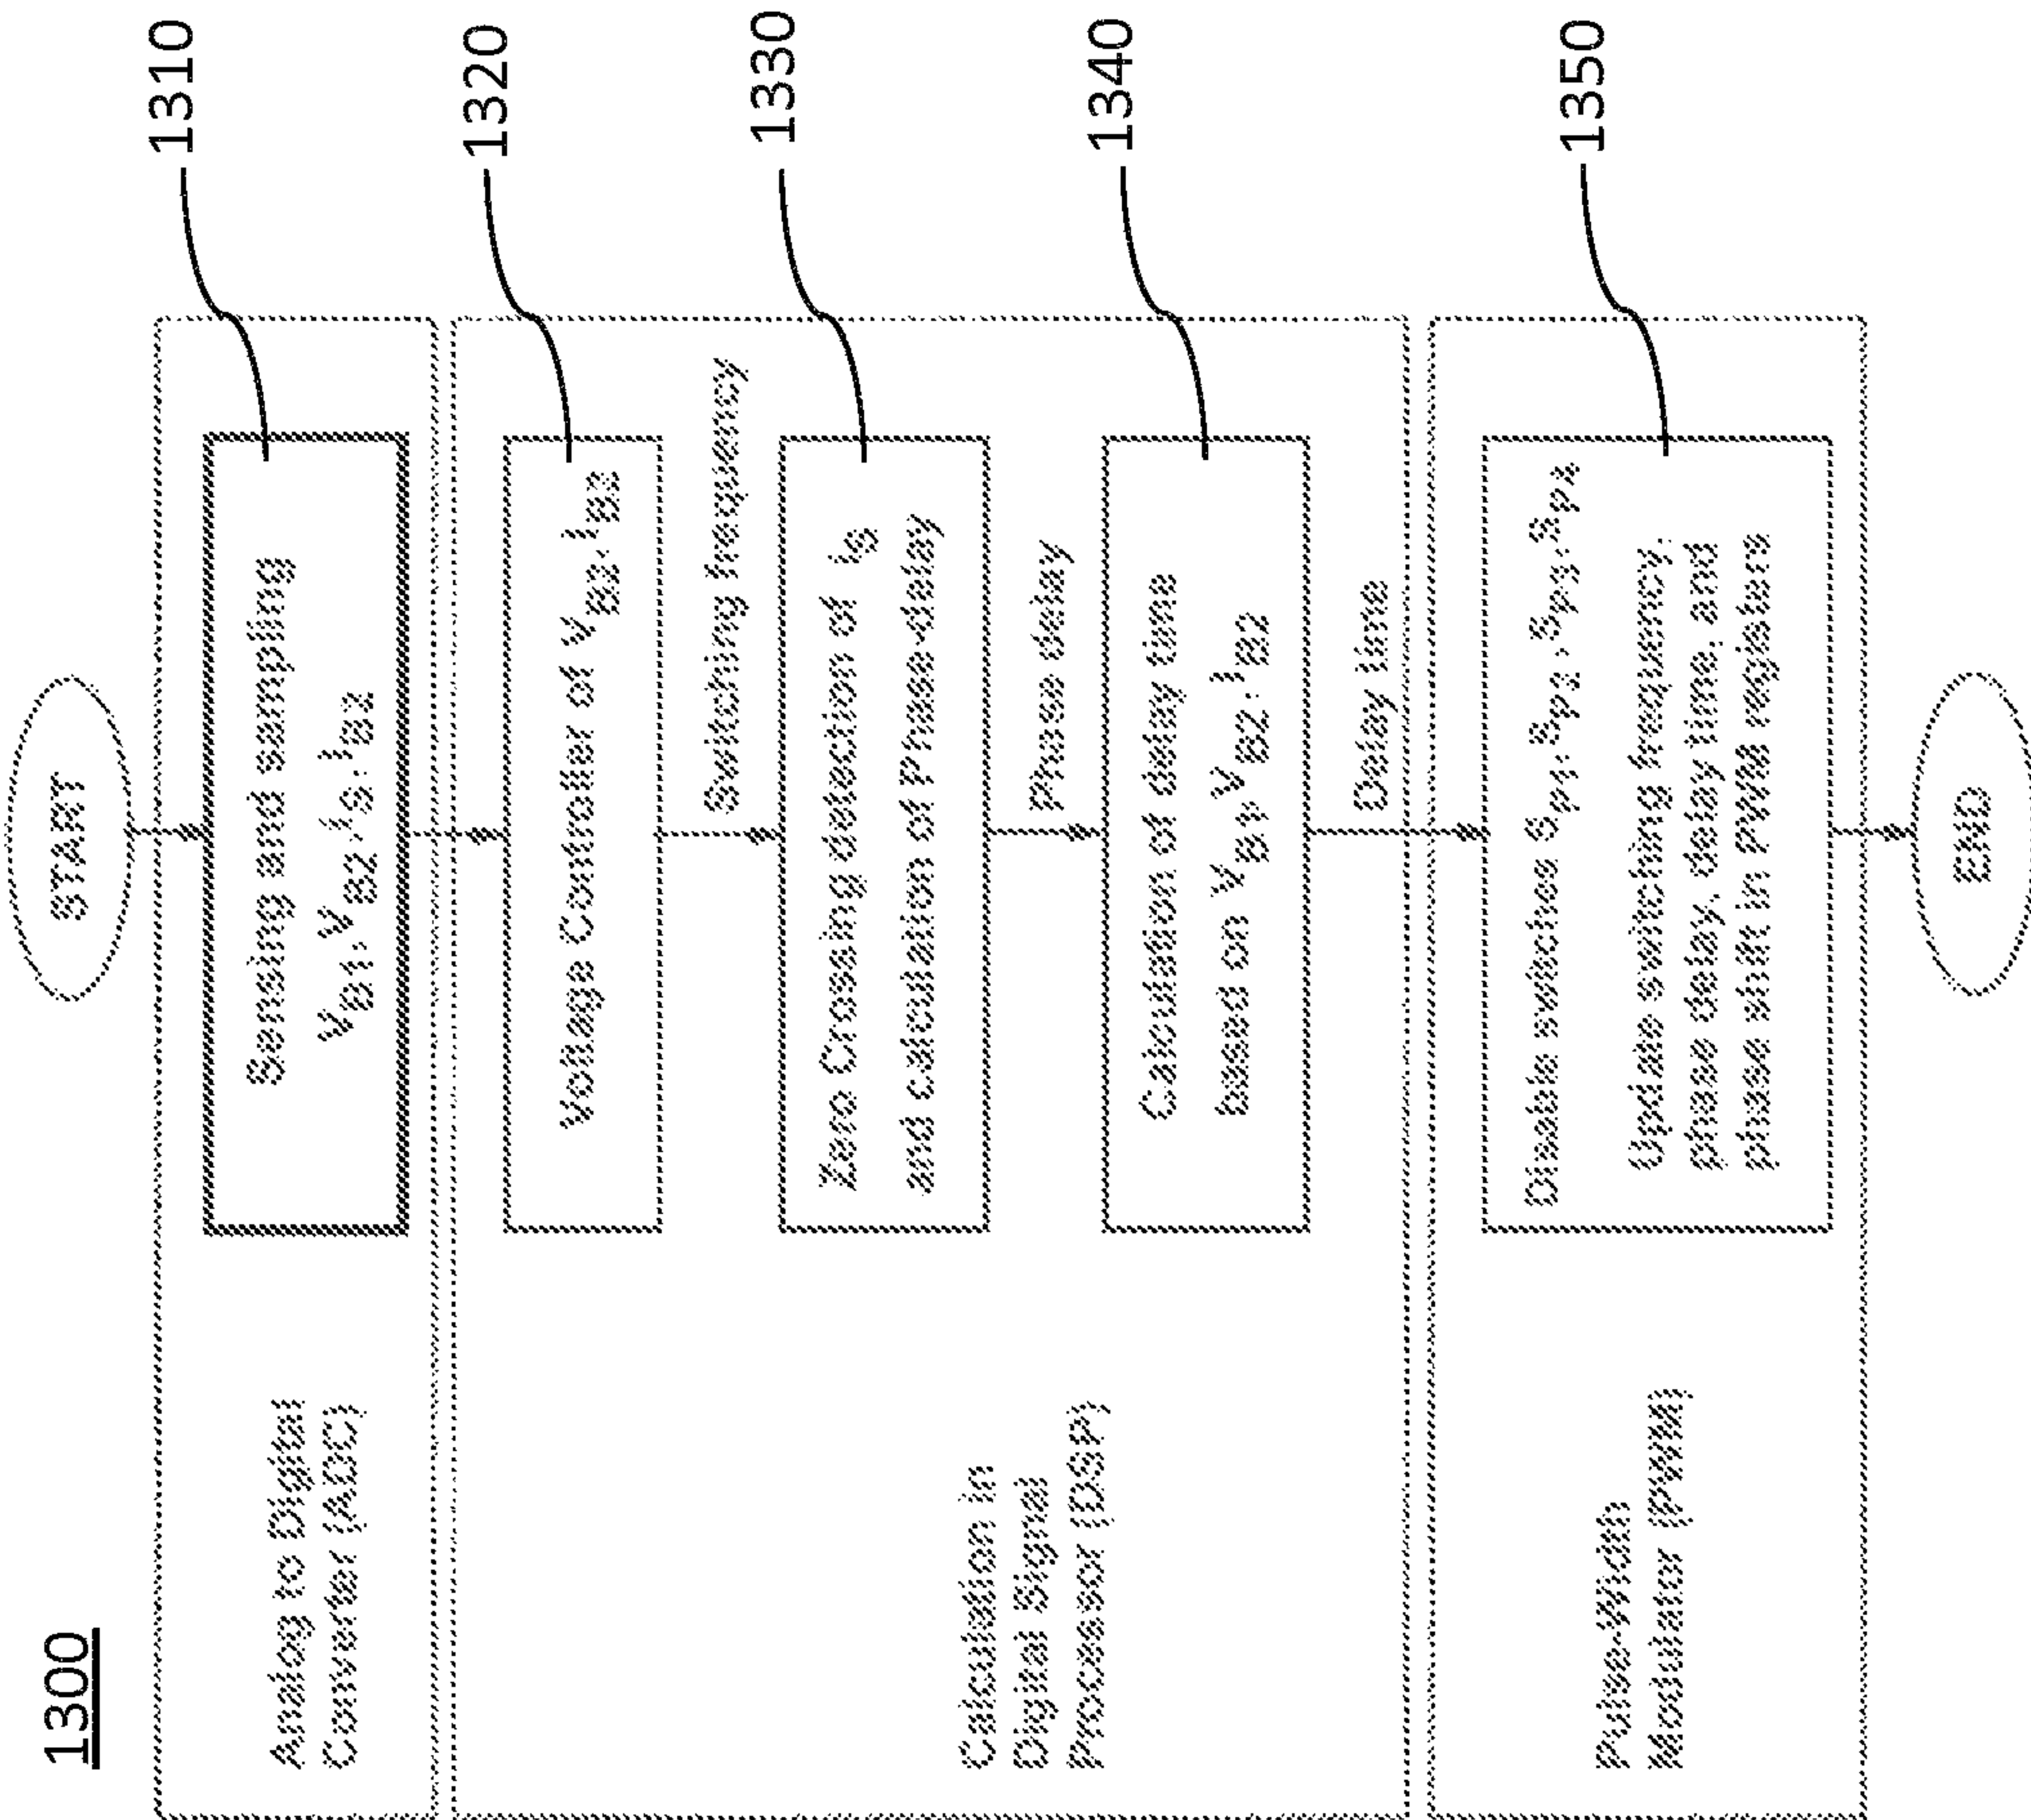 1300
START
Analog to Digital
Converter (ADC)
Sensing and sampling
VB1, VB2, iS, iB2
1310
Calculation in
Digital Signal
Processor (DSP)
Voltage Controller of VB2, iB2
1320
Switching frequency
Zero Crossing detection of iS
and calculation of Phase-delay
1330
Phase delay
Calculation of delay time
based on VB1, VB2, iB2
1340
Delay time
Pulse-Width
Modulator (PWM)
Disable switches SP1, SP2, SP3, SP4
Update switching frequency,
phase delay, delay time, and
phase shift in PWM registers
1350
END